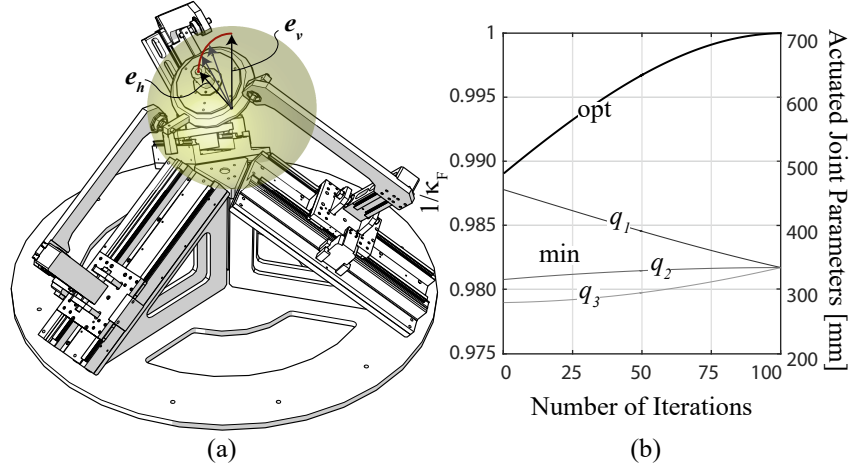 e_v
e_h
(a)
1
0.995
0.990
0.985
0.980
0.975
1/κ_F
opt
q_1
min
q_2
q_3
700
600
500
400
300
200
Actuated Joint Parameters [mm]
0 25 50 75 100
Number of Iterations
(b)